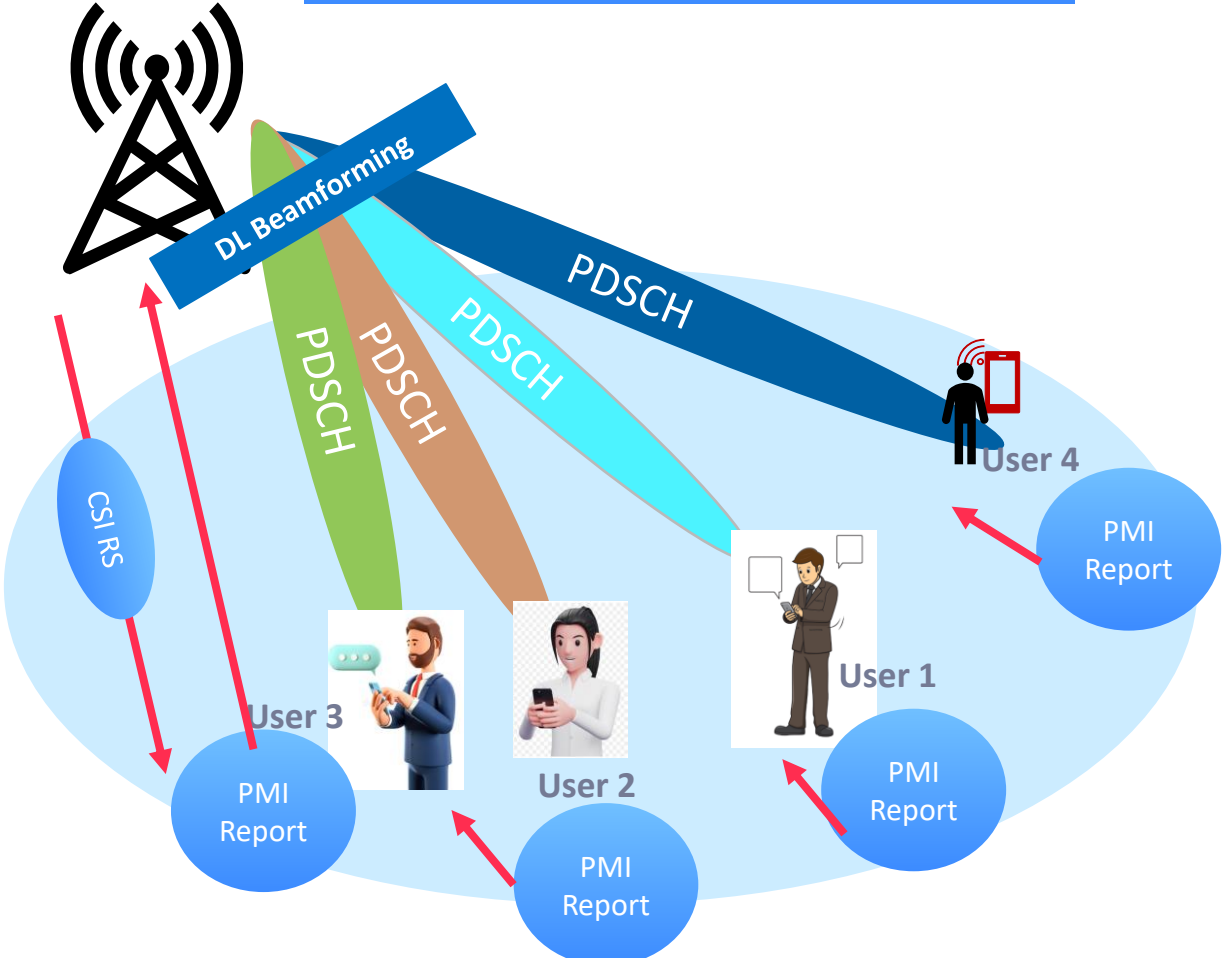 DL Beamforming
PDSCH
PDSCH
PDSCH
PDSCH
CSI RS
User 4
PMI
Report
User 1
User 3
PMI
Report
User 2
PMI
Report
PMI
Report